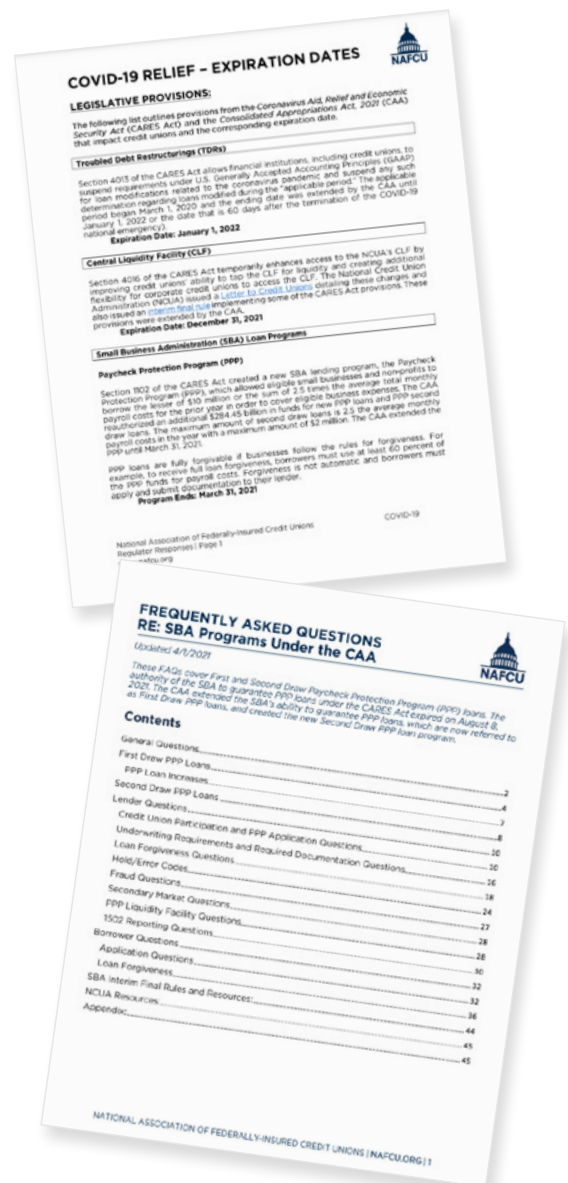 NAFCU
COVID-19 RELIEF – EXPIRATION DATES
LEGISLATIVE PROVISIONS:
The following list outlines provisions from the Coronavirus Aid, Relief and Economic
Security Act (CARES Act) and the Consolidated Appropriations Act, 2021 (CAA)
that impact credit unions and the corresponding expiration date.
Troubled Debt Restructurings (TDRs)
Section 4013 of the CARES Act allows financial institutions, including credit unions, to
suspend requirements under U.S. Generally Accepted Accounting Principles (GAAP)
for loan modifications related to the coronavirus pandemic and suspend any such
determination regarding loans modified during the "applicable period." The applicable
period began March 1, 2020 and the ending date was extended by the CAA until
January 1, 2022 or the date that is 60 days after the termination of the COVID-19
national emergency).
Expiration Date: January 1, 2022
Central Liquidity Facility (CLF)
Section 4016 of the CARES Act temporarily enhances access to the NCUA's CLF by
improving credit unions' ability to tap the CLF for liquidity and creating additional
flexibility for corporate credit unions to access the CLF. The National Credit Union
Administration (NCUA) issued a Letter to Credit Unions detailing these changes and
also issued an interim final rule implementing some of the CARES Act provisions. These
provisions were extended by the CAA.
Expiration Date: December 31, 2021
Small Business Administration (SBA) Loan Programs
Paycheck Protection Program (PPP)
Section 1102 of the CARES Act created a new SBA lending program, the Paycheck
Protection Program (PPP), which allowed eligible small businesses and non-profits to
borrow the lesser of $10 million or the sum of 2.5 times the average total monthly
payroll costs for the prior year in order to cover eligible business expenses. The CAA
reauthorized an additional $284.45 billion in funds for new PPP loans and PPP second
draw loans. The maximum amount of second draw loans is 2.5 the average monthly
payroll costs in the year with a maximum amount of $2 million. The CAA extended the
PPP until March 31, 2021.
PPP loans are fully forgivable if businesses follow the rules for forgiveness. For
example, to receive full loan forgiveness, borrowers must use at least 60 percent of
the PPP funds for payroll costs. Forgiveness is not automatic and borrowers must
apply and submit documentation to their lender.
Program Ends: March 31, 2021
National Association of Federally-Insured Credit Unions COVID-19
Regulator Responses | Page 1
FREQUENTLY ASKED QUESTIONS
RE: SBA Programs Under the CAA
NAFCU
Updated 4/1/2021
These FAQs cover First and Second Draw Paycheck Protection Program (PPP) loans. The
authority of the SBA to guarantee PPP loans under the CARES Act expired on August 8,
2021. The CAA extended the SBA's ability to guarantee PPP loans, which are now referred to
as First Draw PPP loans, and created the new Second Draw PPP loan program.
Contents
General Questions 2
First Drew PPP Loans 4
PPP Loan Increases 7
Second Draw PPP Loans 8
Lender Questions 10
Credit Union Participation and PPP Application Questions 10
Underwriting Requirements and Required Documentation Questions 16
Loan Forgiveness Questions 18
Hold/Error Codes 24
Fraud Questions 27
Secondary Market Questions 28
PPP Liquidity Facility Questions 28
1502 Reporting Questions 30
Borrower Questions 32
Application Questions 32
Loan Forgiveness 36
SBA Interim Final Rules and Resources: 44
NCUA Resources 45
Appendix 45
NATIONAL ASSOCIATION OF FEDERALLY-INSURED CREDIT UNIONS | NAFCU.ORG | 1